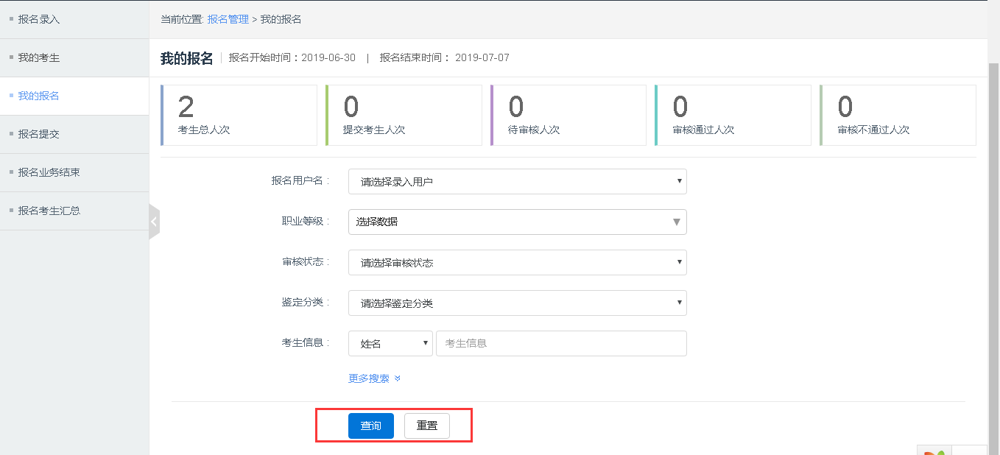 报名录入
我的考生
我的报名
报名提交
报名业务结束
报名考生汇总
当前位置: 报名管理 > 我的报名
我的报名 报名开始时间：2019-06-30 | 报名结束时间： 2019-07-07
2 0 0 0 0
考生总人次 提交考生人次 待审核人次 审核通过人次 审核不通过人次
报名用户名： 请选择录入用户
职业等级： 选择数据
审核状态： 请选择审核状态
鉴定分类： 请选择鉴定分类
考生信息： 姓名 考生信息
更多搜索
查询 重置